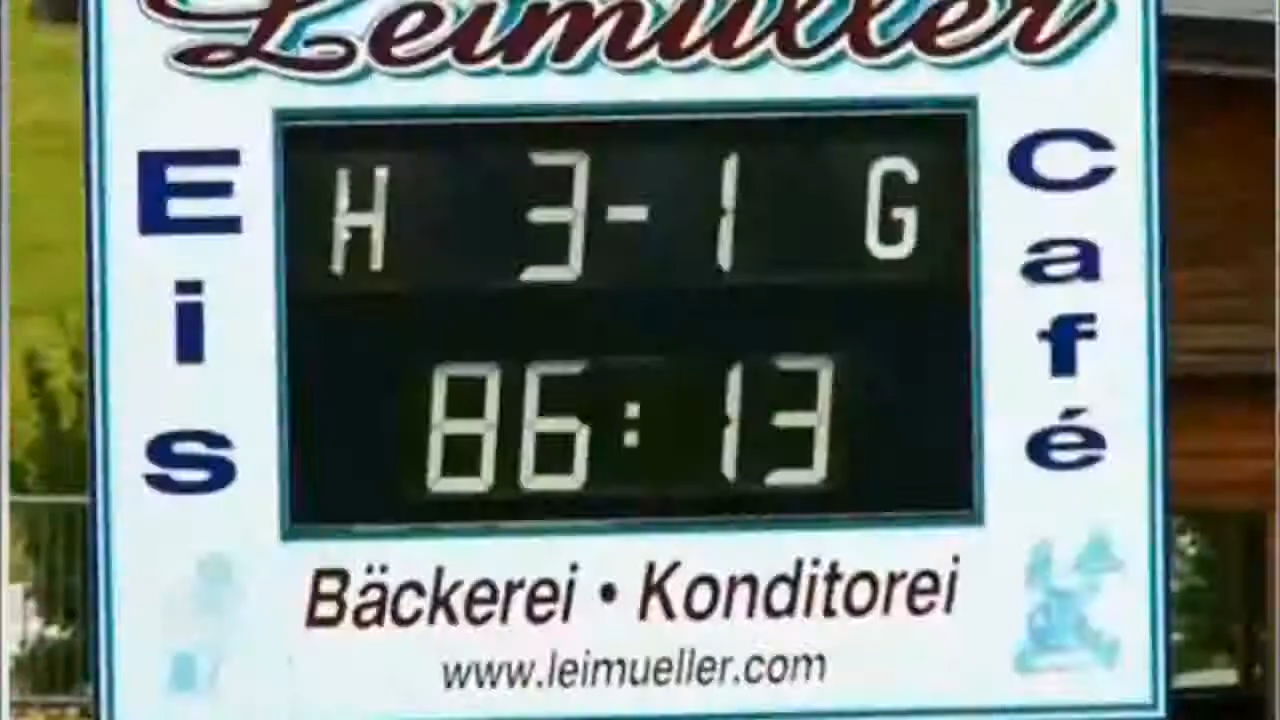 Leimüller
Eis
Café
H 3-1 G
86:13
Bäckerei • Konditorei
www.leimueller.com